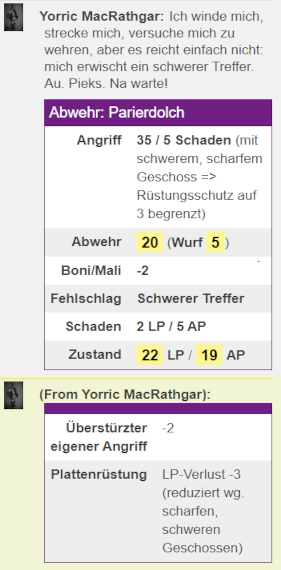 Yorric MacRathgar: Ich winde mich,
strecke mich, versuche mich zu
wehren, aber es reicht einfach nicht:
mich erwischt ein schwerer Treffer.
Au. Pieks. Na warte!
Abwehr: Parierdolch
Angriff 35 / 5 Schaden (mit
schwerem, scharfem
Geschoss =>
Rüstungsschutz auf
3 begrenzt)
Abwehr 20 (Wurf 5)
Boni/Mali -2
Fehlschlag Schwerer Treffer
Schaden 2 LP / 5 AP
Zustand 22 LP / 19 AP
(From Yorric MacRathgar):
Überstürzter -2
eigener Angriff
Plattenrüstung LP-Verlust -3
(reduziert wg.
scharfen,
schweren
Geschossen)